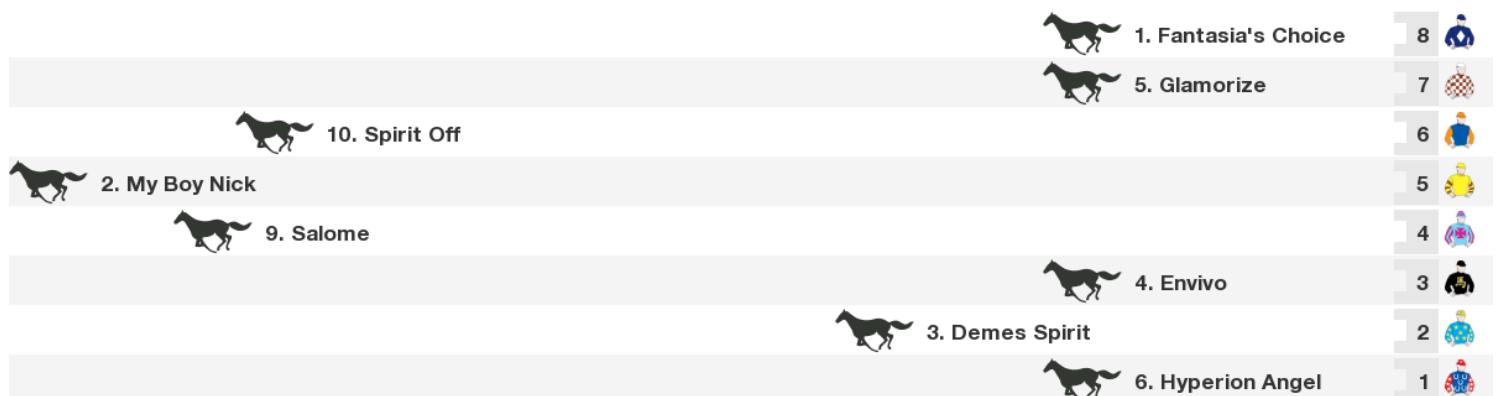 1. Fantasia's Choice 8
5. Glamorize 7
10. Spirit Off 6
2. My Boy Nick 5
9. Salome 4
4. Envivo 3
3. Demes Spirit 2
6. Hyperion Angel 1